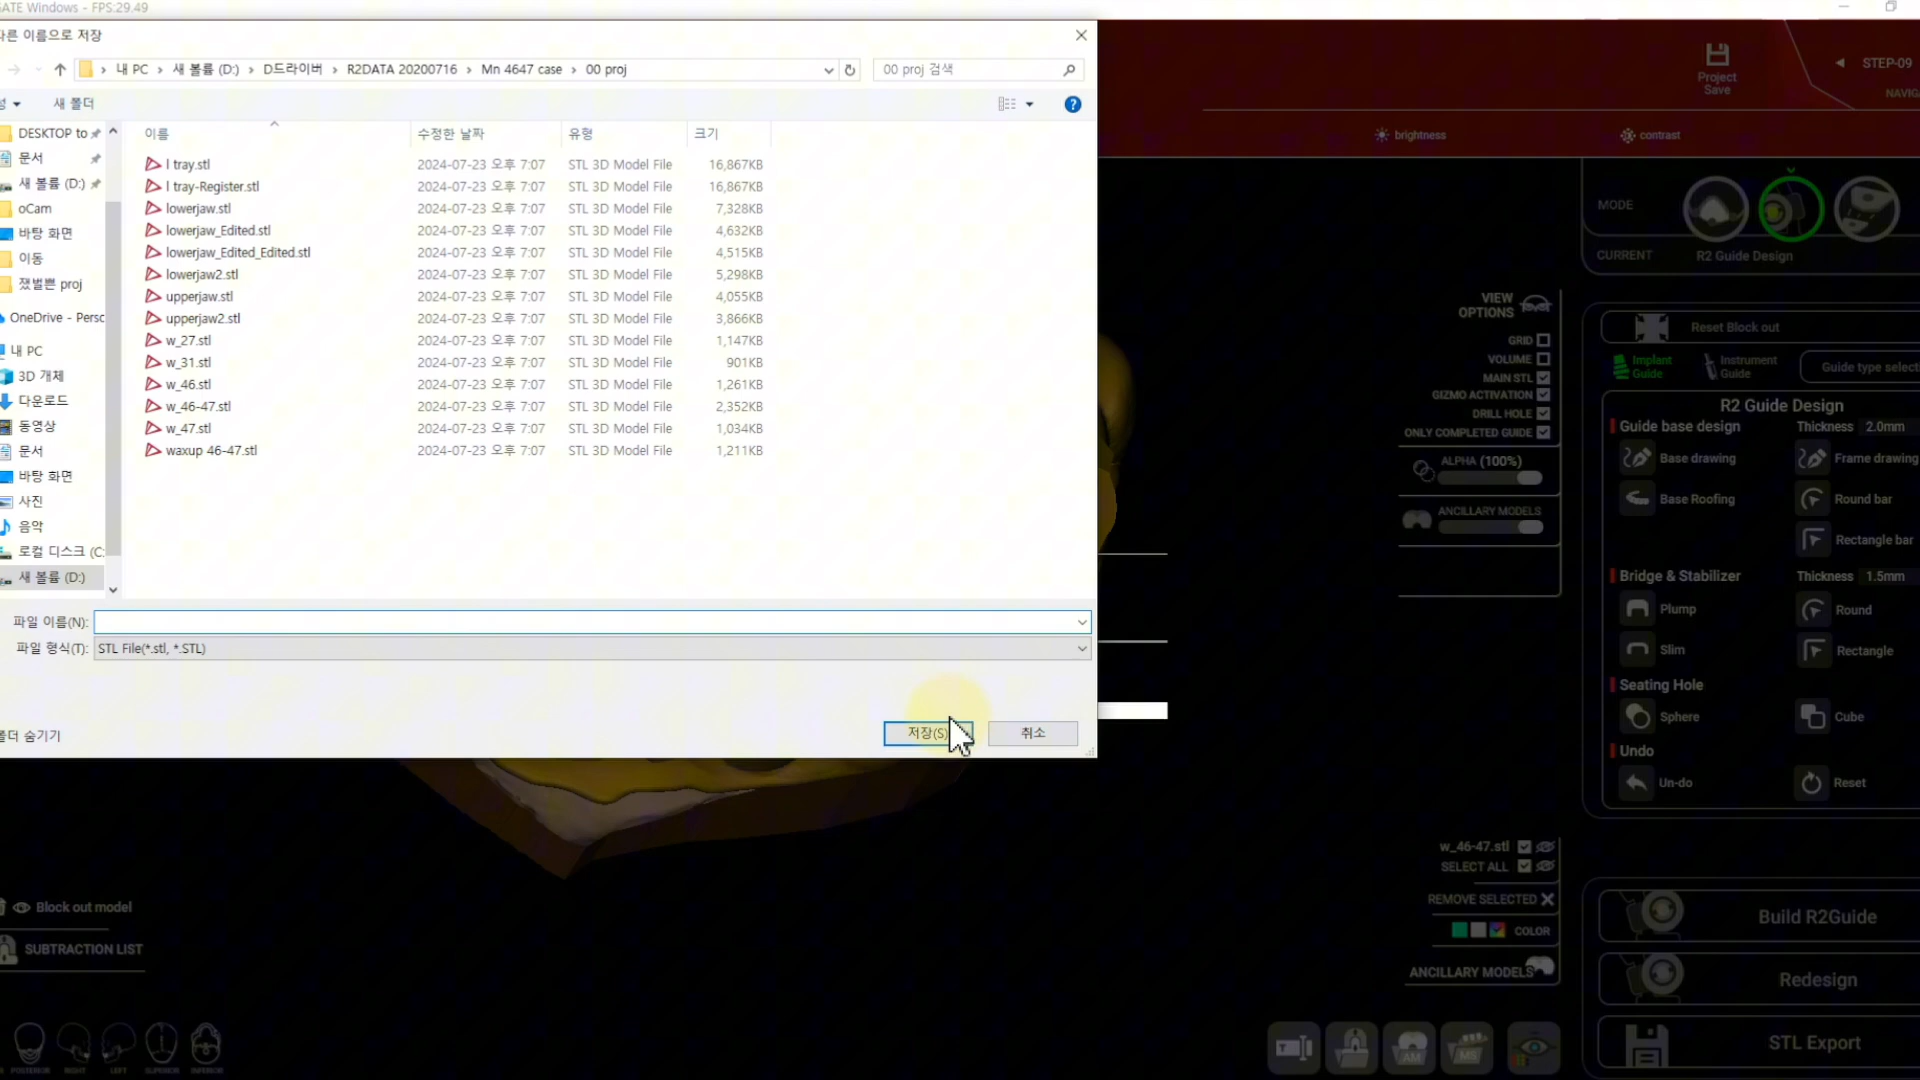 GATE Windows - FPS:29.49
다른 이름으로 저장
내 PC › 새 볼륨 (D:) › D드라이버 › R2DATA 20200716 › Mn 4647 case › 00 proj
00 proj 검색
새 폴더
이름 수정한 날짜 유형 크기
l tray.stl 2024-07-23 오후 7:07 STL 3D Model File 16,867KB
l tray-Register.stl 2024-07-23 오후 7:07 STL 3D Model File 16,867KB
lowerjaw.stl 2024-07-23 오후 7:07 STL 3D Model File 7,328KB
lowerjaw_Edited.stl 2024-07-23 오후 7:07 STL 3D Model File 4,632KB
lowerjaw_Edited_Edited.stl 2024-07-23 오후 7:07 STL 3D Model File 4,515KB
lowerjaw2.stl 2024-07-23 오후 7:07 STL 3D Model File 5,298KB
upperjaw.stl 2024-07-23 오후 7:07 STL 3D Model File 4,055KB
upperjaw2.stl 2024-07-23 오후 7:07 STL 3D Model File 3,866KB
w_27.stl 2024-07-23 오후 7:07 STL 3D Model File 1,147KB
w_31.stl 2024-07-23 오후 7:07 STL 3D Model File 901KB
w_46.stl 2024-07-23 오후 7:07 STL 3D Model File 1,261KB
w_46-47.stl 2024-07-23 오후 7:07 STL 3D Model File 2,352KB
w_47.stl 2024-07-23 오후 7:07 STL 3D Model File 1,034KB
waxup 46-47.stl 2024-07-23 오후 7:07 STL 3D Model File 1,211KB
DESKTOP to
문서
새 볼륨 (D:)
oCam
바탕 화면
이동
쟀벌쁜 proj
OneDrive - Persc
내 PC
3D 개체
다운로드
동영상
문서
바탕 화면
사진
음악
로컬 디스크 (C:
새 볼륨 (D:)
파일 이름(N):
파일 형식(T): STL File(*.stl, *.STL)
폴더 숨기기
저장(S)
취소
Project
Save
STEP-09
NAVIG
brightness
contrast
MODE
CURRENT R2 Guide Design
VIEW
OPTIONS
GRID
VOLUME
MAIN STL
GIZMO ACTIVATION
DRILL HOLE
ONLY COMPLETED GUIDE
ALPHA (100%)
ANCILLARY MODELS
Reset Block out
Implant
Guide
Instrument
Guide
Guide type selecti
R2 Guide Design
Guide base design Thickness 2.0mm
Base drawing Frame drawing
Base Roofing Round bar
Rectangle bar
Bridge & Stabilizer Thickness 1.5mm
Plump Round
Slim Rectangle
Seating Hole
Sphere Cube
Undo
Un-do Reset
w_46-47.stl
SELECT ALL
REMOVE SELECTED
COLOR
ANCILLARY MODELS
Build R2Guide
Redesign
STL Export
Block out model
SUBTRACTION LIST
POSTERIOR RIGHT LEFT SUPERIOR INFERIOR
AM
MS